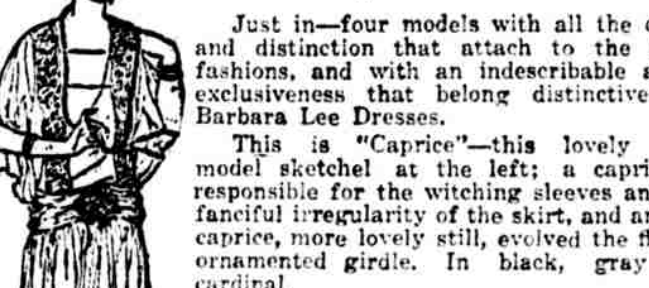 Just in—four models with all the
and distinction that attach to the
fashions, and with an indescribable
exclusiveness that belong distinctive
Barbara Lee Dresses.
This is "Caprice"—this lovely
model sketchel at the left; a capri
responsible for the witching sleeves an
fanciful irregularity of the skirt, and
caprice, more lovely still, evolved the
ornamented girdle. In black, gray
cardinal